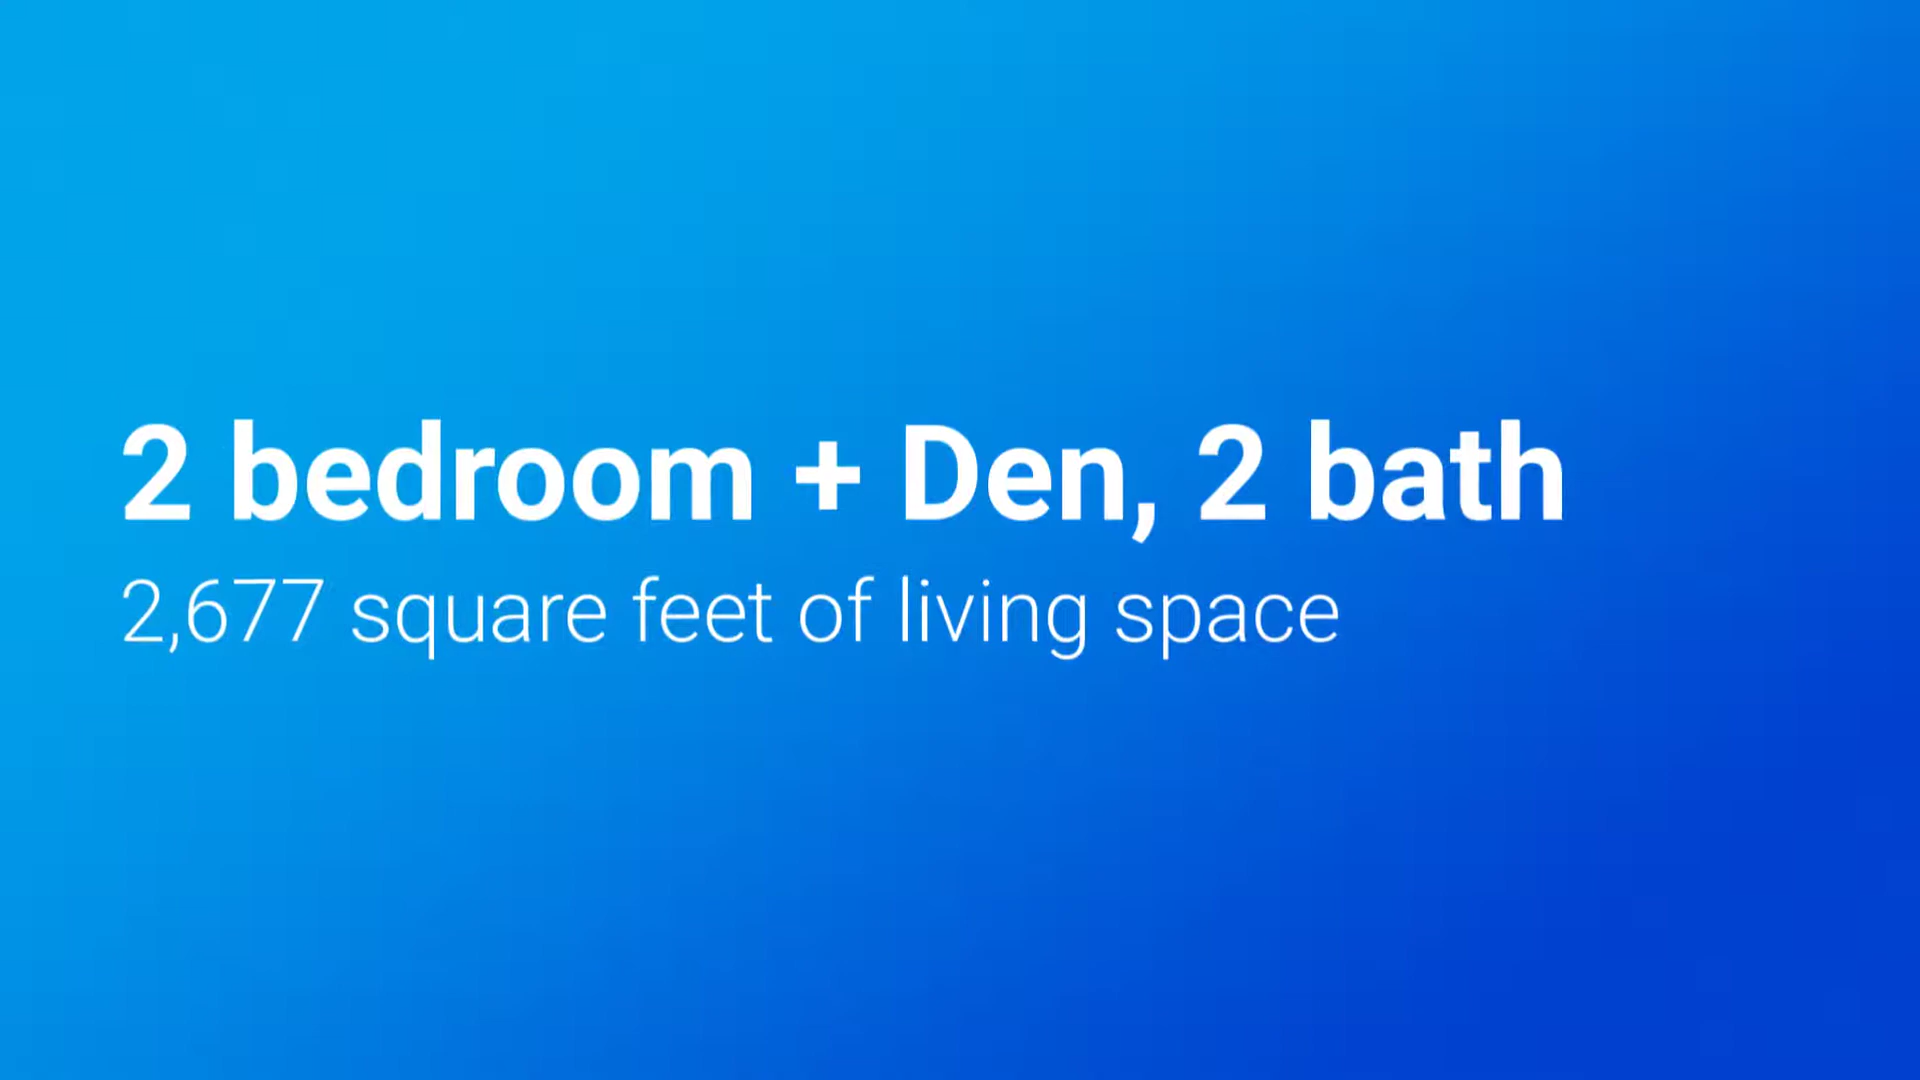 2 bedroom + Den, 2 bath
2,677 square feet of living space